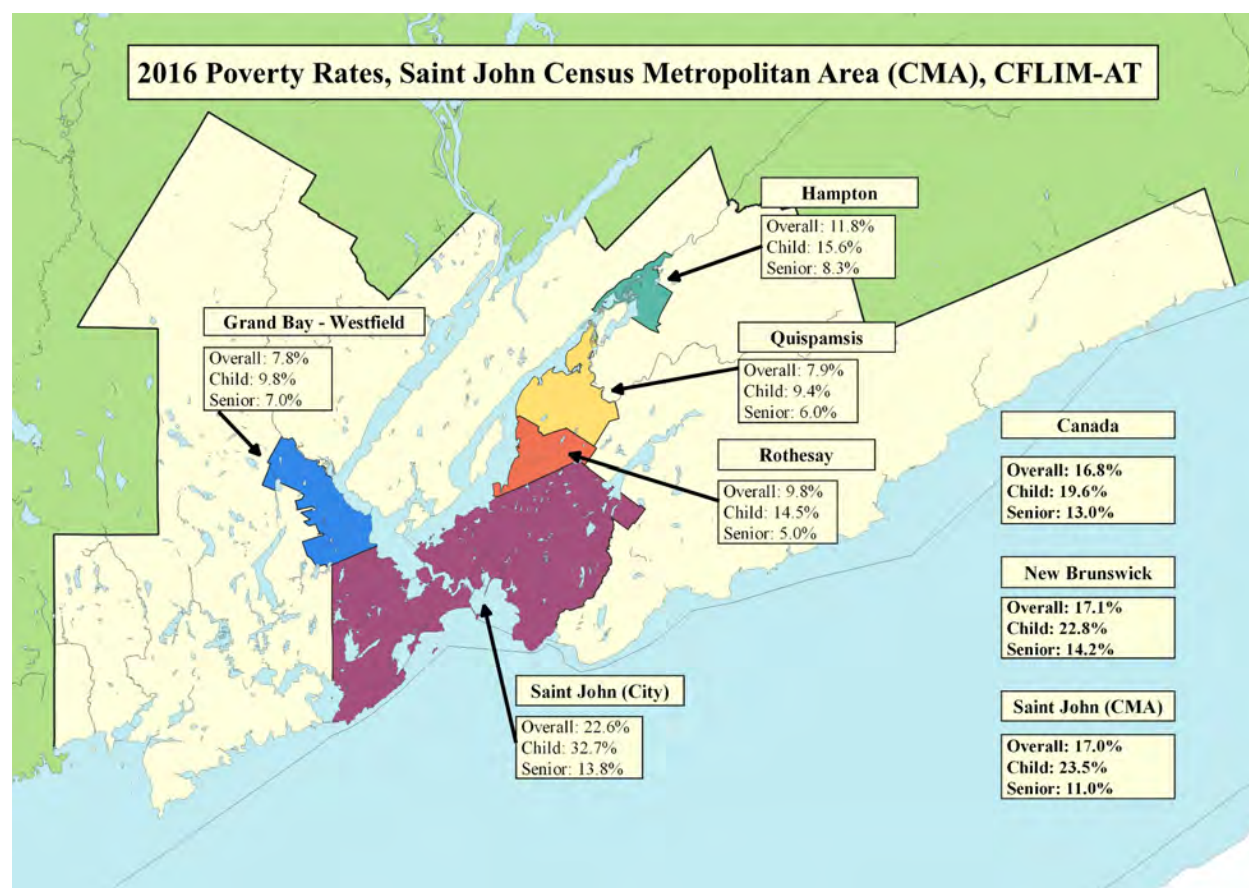 2016 Poverty Rates, Saint John Census Metropolitan Area (CMA), CFLIM-AT
Hampton
Overall: 11.8%
Child: 15.6%
Senior: 8.3%
Grand Bay - Westfield
Overall: 7.8%
Child: 9.8%
Senior: 7.0%
Quispamsis
Overall: 7.9%
Child: 9.4%
Senior: 6.0%
Rothesay
Overall: 9.8%
Child: 14.5%
Senior: 5.0%
Canada
Overall: 16.8%
Child: 19.6%
Senior: 13.0%
New Brunswick
Overall: 17.1%
Child: 22.8%
Senior: 14.2%
Saint John (City)
Overall: 22.6%
Child: 32.7%
Senior: 13.8%
Saint John (CMA)
Overall: 17.0%
Child: 23.5%
Senior: 11.0%